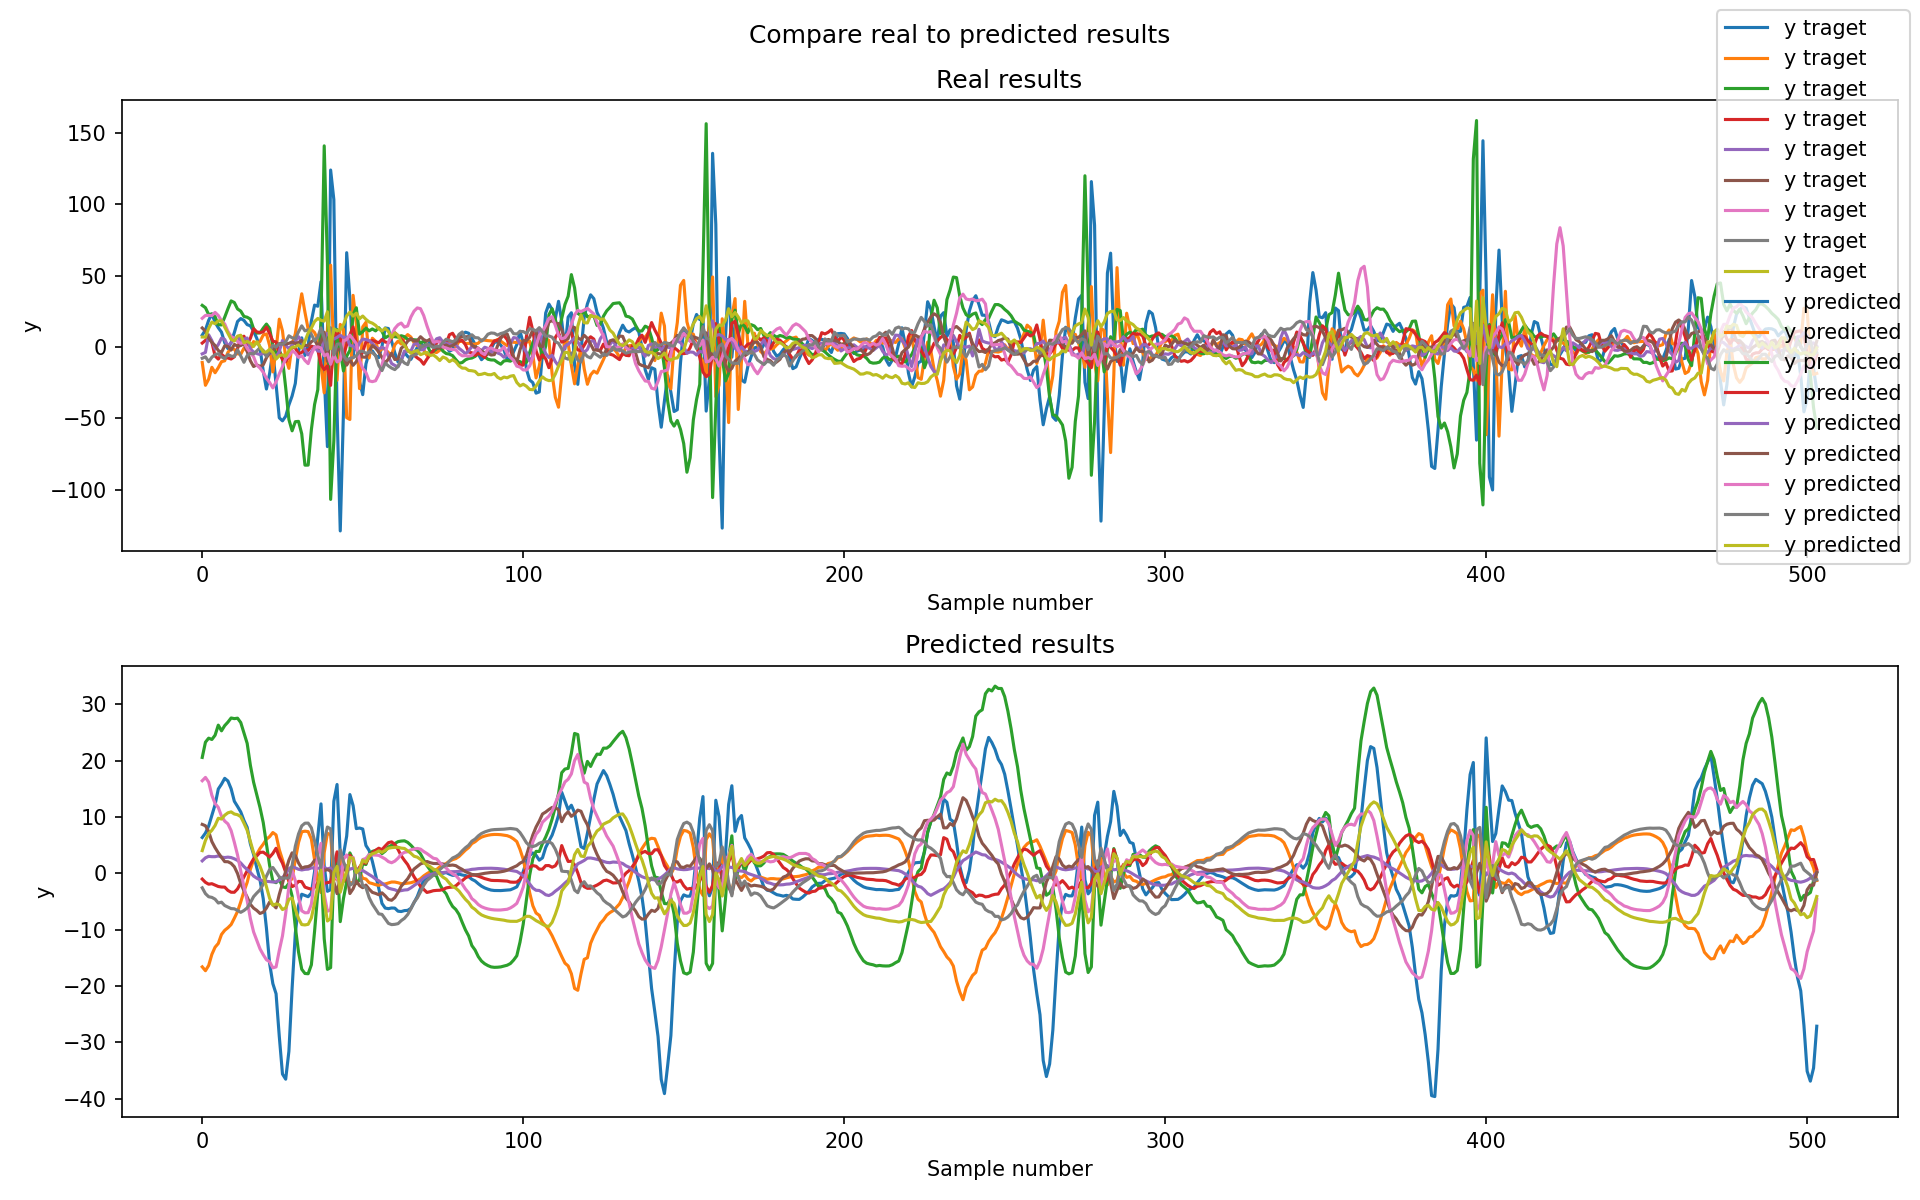 Compare real to predicted results
Real results
y traget
y traget
y traget
y traget
y traget
y traget
y traget
y traget
y traget
y predicted
y predicted
y predicted
y predicted
y predicted
y predicted
y predicted
y predicted
y predicted
150
100
50
0
−50
−100
y
0
100
200
300
400
500
Sample number
Predicted results
30
20
10
0
−10
−20
−30
−40
y
0
100
200
300
400
500
Sample number